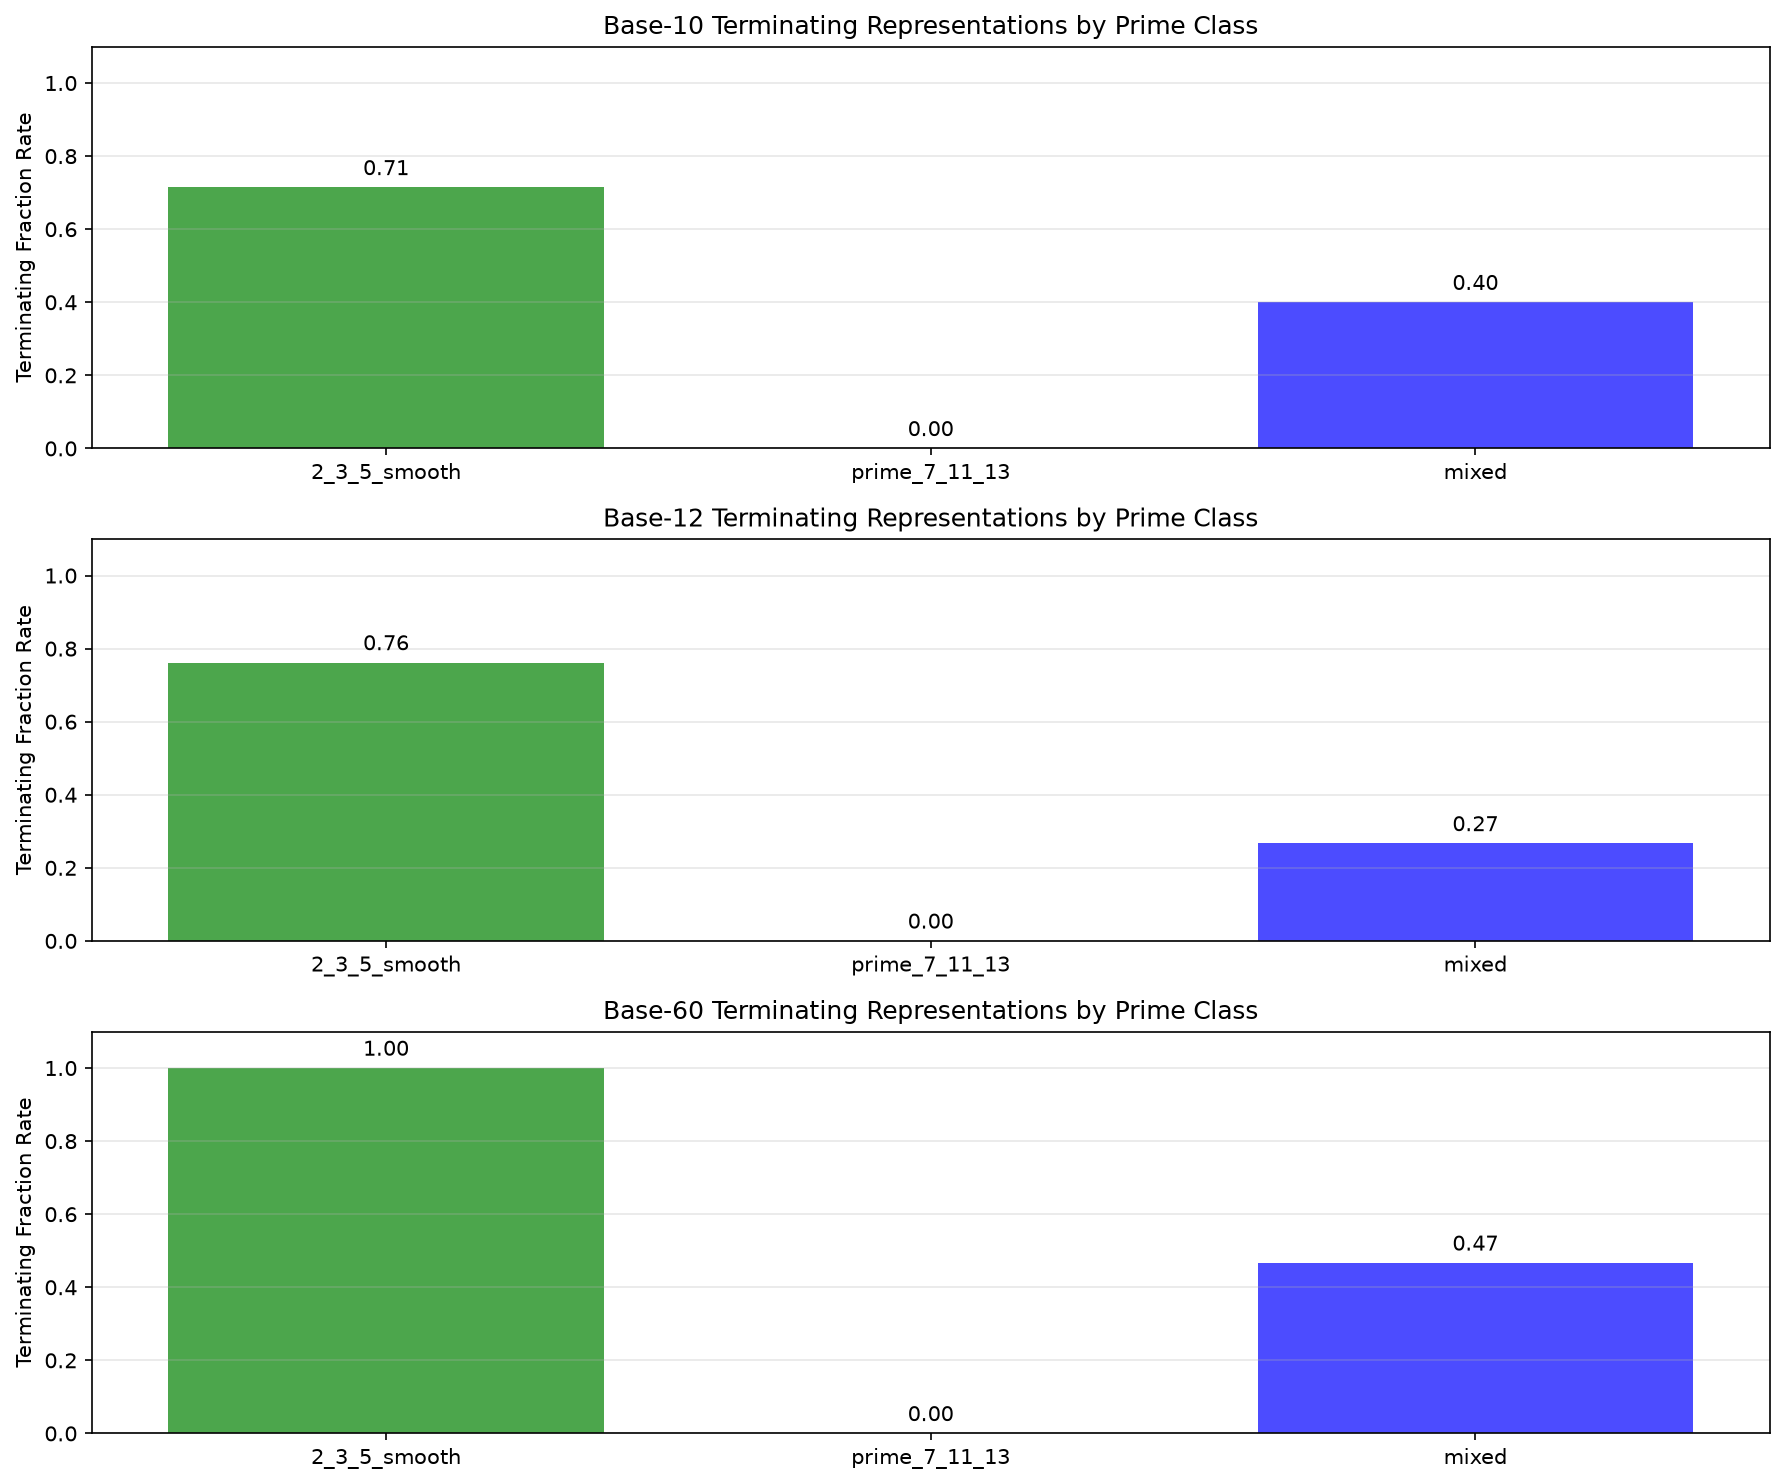 Base-10 Terminating Representations by Prime Class
Terminating Fraction Rate
1.0
0.8
0.6
0.4
0.2
0.0
0.71
0.00
0.40
2_3_5_smooth
prime_7_11_13
mixed
Base-12 Terminating Representations by Prime Class
Terminating Fraction Rate
1.0
0.8
0.6
0.4
0.2
0.0
0.76
0.00
0.27
2_3_5_smooth
prime_7_11_13
mixed
Base-60 Terminating Representations by Prime Class
Terminating Fraction Rate
1.0
0.8
0.6
0.4
0.2
0.0
1.00
0.00
0.47
2_3_5_smooth
prime_7_11_13
mixed